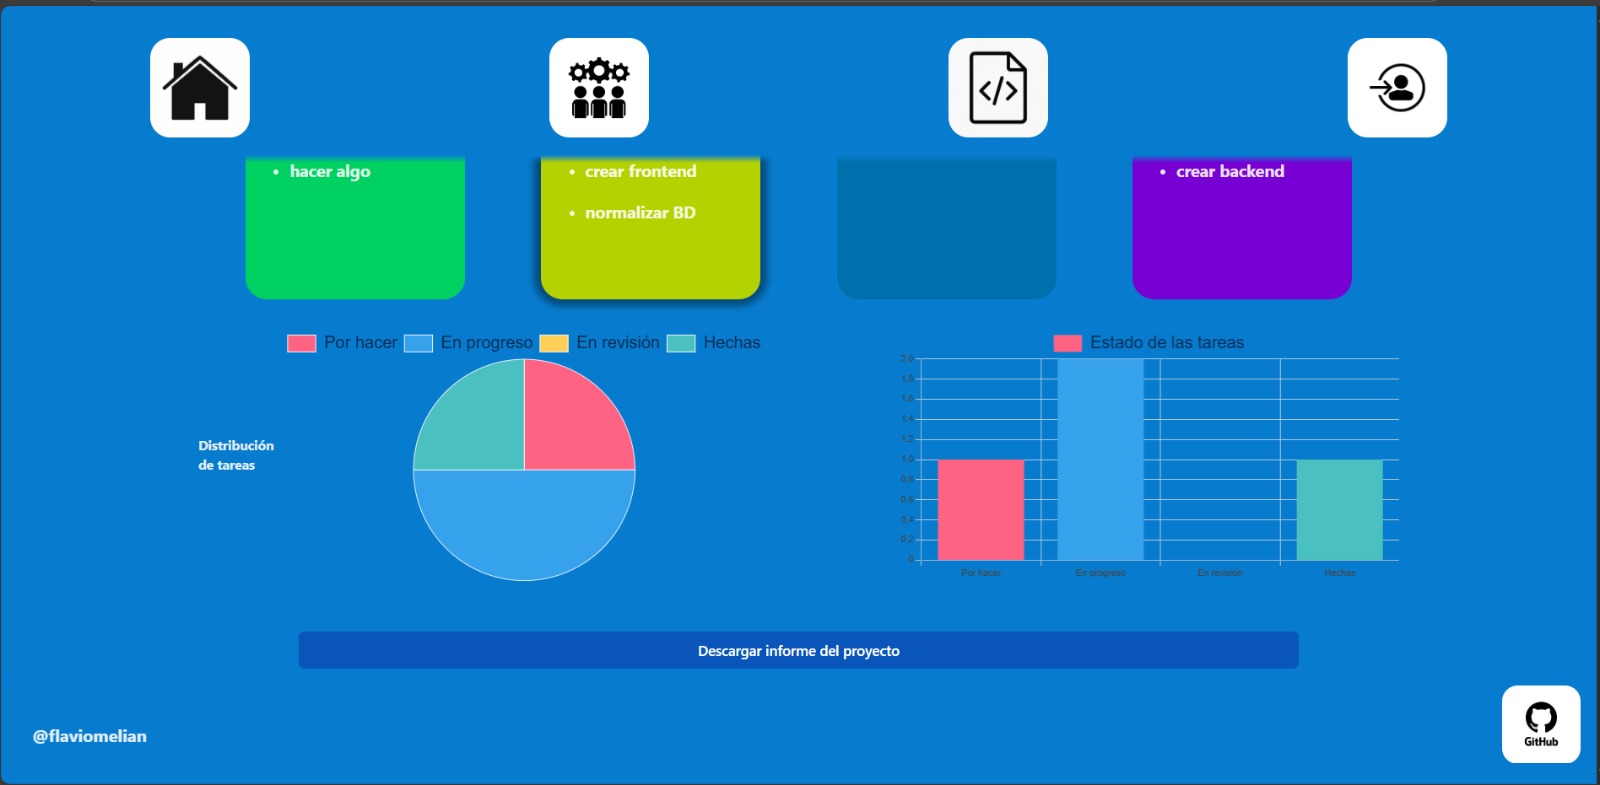 </>
• hacer algo
• crear frontend
• normalizar BD
• crear backend
Por hacer En progreso En revisión Hechas
Distribución
de tareas
Estado de las tareas
2,0
1,8
1,6
1,4
1,2
1,0
0,8
0,6
0,4
0,2
0
Por hacer En progreso En revisión Hechas
Descargar informe del proyecto
@flaviomelian
GitHub